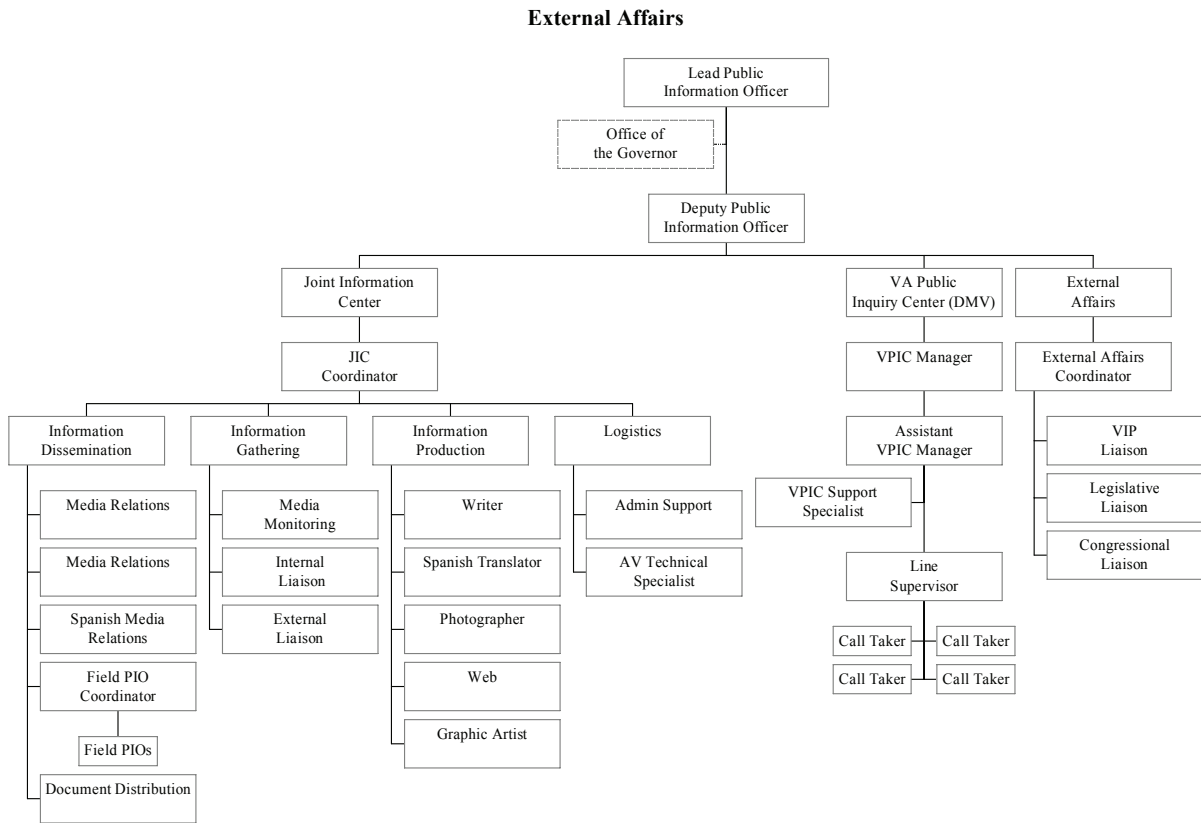 External Affairs
Lead Public
Information Officer
Office of
the Governor
Deputy Public
Information Officer
Joint Information
Center
VA Public
Inquiry Center (DMV)
External
Affairs
JIC
Coordinator
VPIC Manager
External Affairs
Coordinator
Information
Dissemination
Information
Gathering
Information
Production
Logistics
Assistant
VPIC Manager
VIP
Liaison
Media Relations
Media
Monitoring
Writer
Admin Support
VPIC Support
Specialist
Legislative
Liaison
Media Relations
Internal
Liaison
Spanish Translator
AV Technical
Specialist
Line
Supervisor
Congressional
Liaison
Spanish Media
Relations
External
Liaison
Photographer
Call Taker
Call Taker
Field PIO
Coordinator
Web
Call Taker
Call Taker
Field PIOs
Graphic Artist
Document Distribution